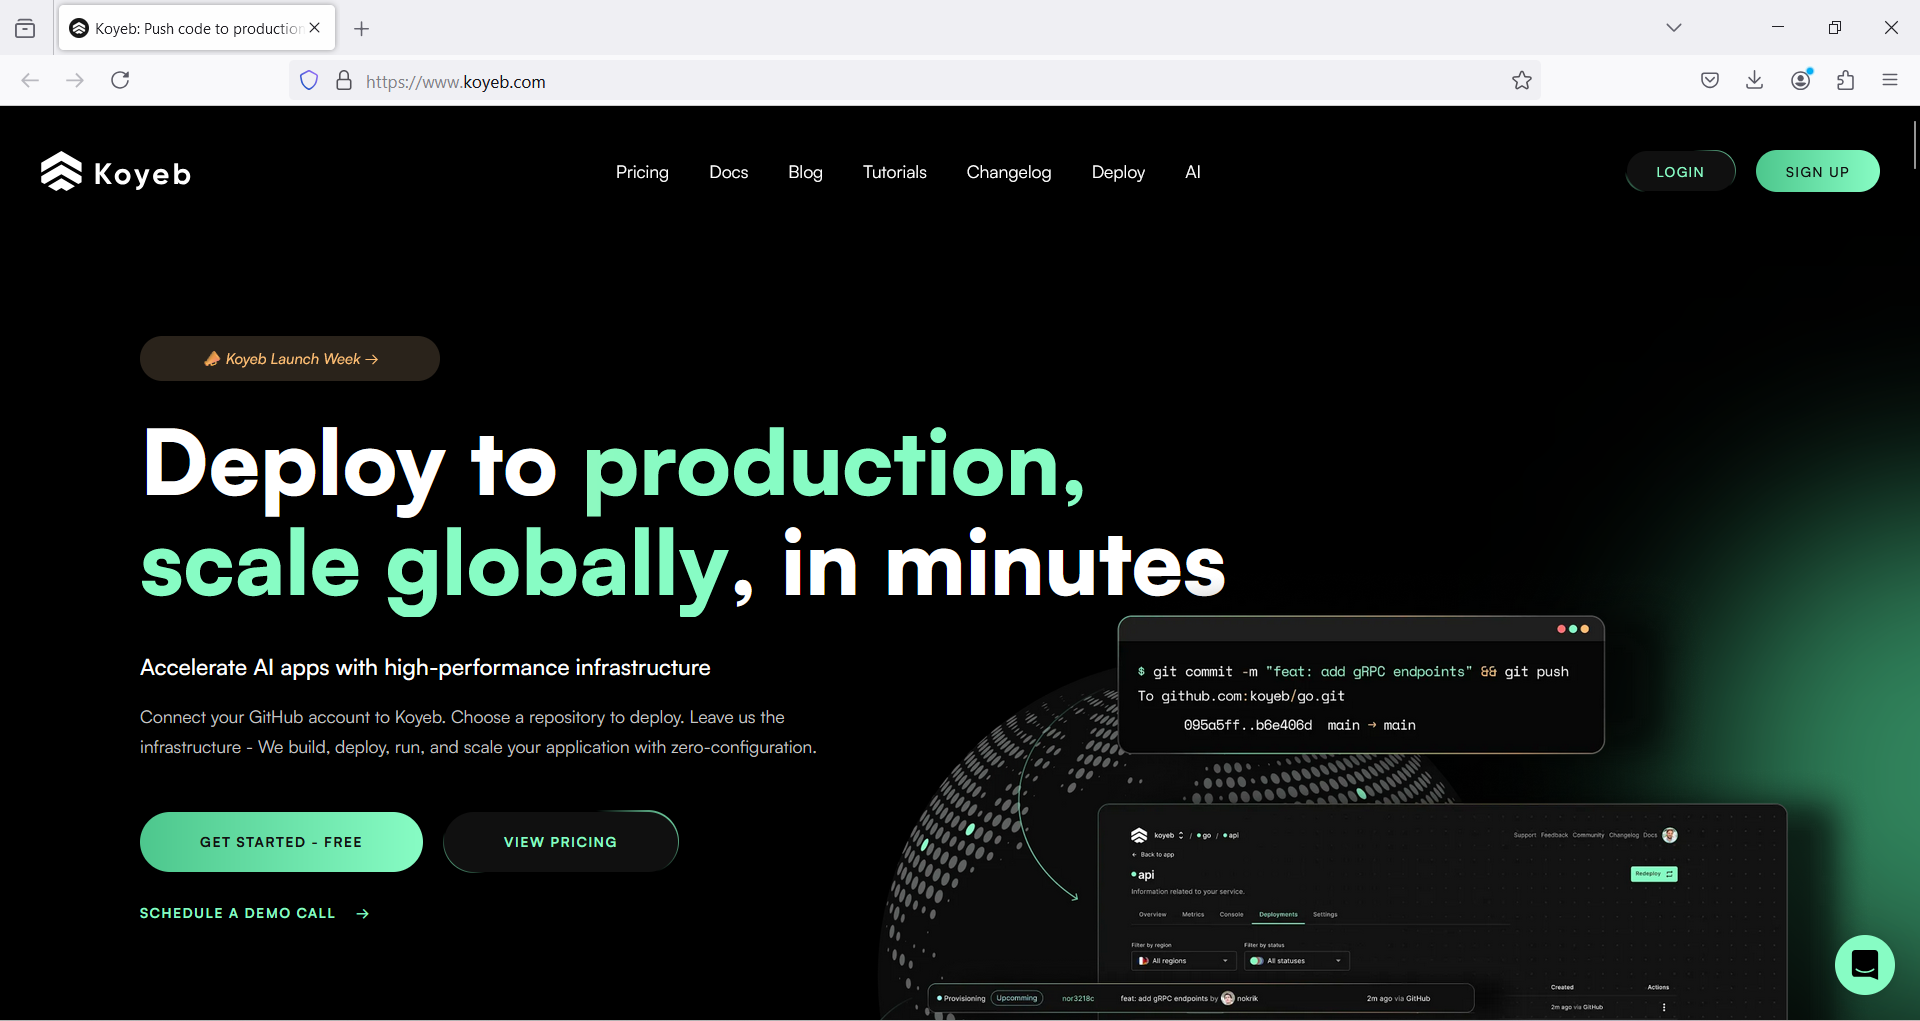 Koyeb: Push code to production
https://www.koyeb.com
Koyeb
Pricing Docs Blog Tutorials Changelog Deploy AI
LOGIN SIGN UP
Koyeb Launch Week →
Deploy to production,
scale globally, in minutes
Accelerate AI apps with high-performance infrastructure
Connect your GitHub account to Koyeb. Choose a repository to deploy. Leave us the
infrastructure - We build, deploy, run, and scale your application with zero-configuration.
GET STARTED - FREE VIEW PRICING
SCHEDULE A DEMO CALL →
$ git commit -m "feat: add gRPC endpoints" && git push
To github.com:koyeb/go.git
095a5ff..b6e406d main → main
koyeb / go / api
Support Feedback Community Changelog Docs
← Back to app
api
Redeploy
Information related to your service.
Overview Metrics Console Deployments Settings
Filter by region Filter by status
All regions All statuses
Created Actions
Provisioning Upcomming nor3218c feat: add gRPC endpoints by nokrik 2m ago via GitHub
2m ago via GitHub